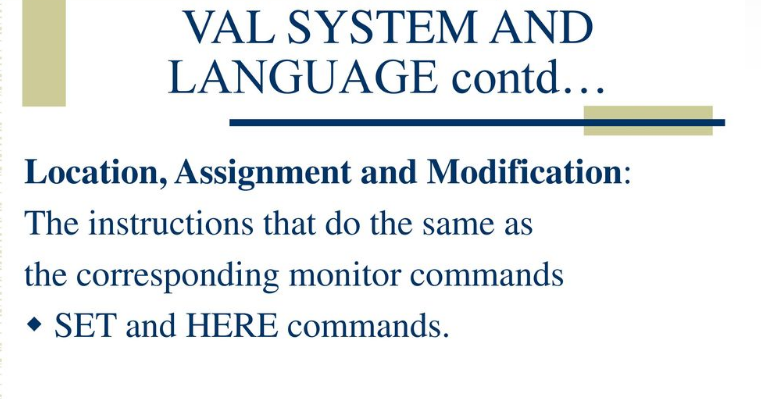 VAL SYSTEM AND
LANGUAGE contd…
Location, Assignment and Modification:
The instructions that do the same as
the corresponding monitor commands
◆ SET and HERE commands.